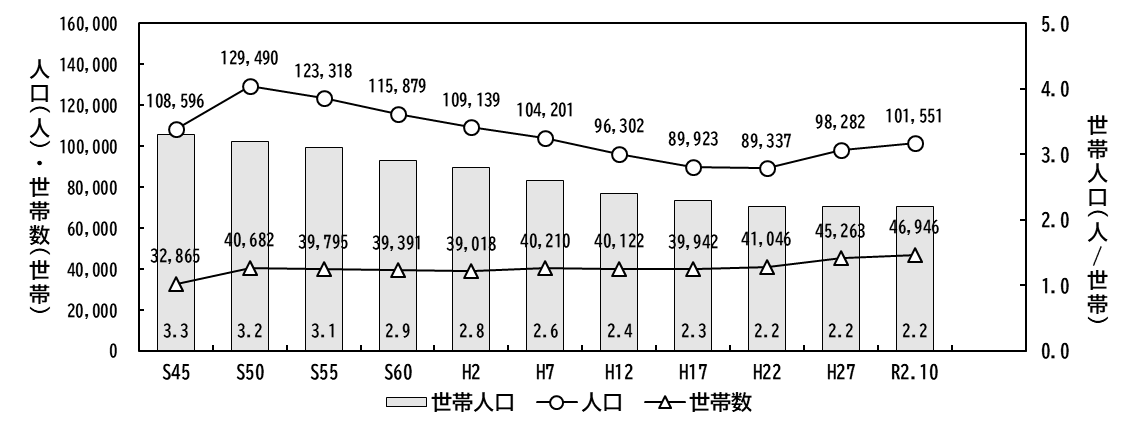 160,000
140,000
120,000
100,000
80,000
60,000
40,000
20,000
0
人口(人)・世帯数(世帯)
5.0
4.0
3.0
2.0
1.0
0.0
世帯人口(人/世帯)
108,596 129,490 123,318 115,879 109,139 104,201 96,302 89,923 89,337 98,282 101,551
32,865 40,682 39,795 39,391 39,018 40,210 40,122 39,942 41,046 45,263 46,946
3.3 3.2 3.1 2.9 2.8 2.6 2.4 2.3 2.2 2.2 2.2
S45 S50 S55 S60 H2 H7 H12 H17 H22 H27 R2.10
世帯人口 人口 世帯数